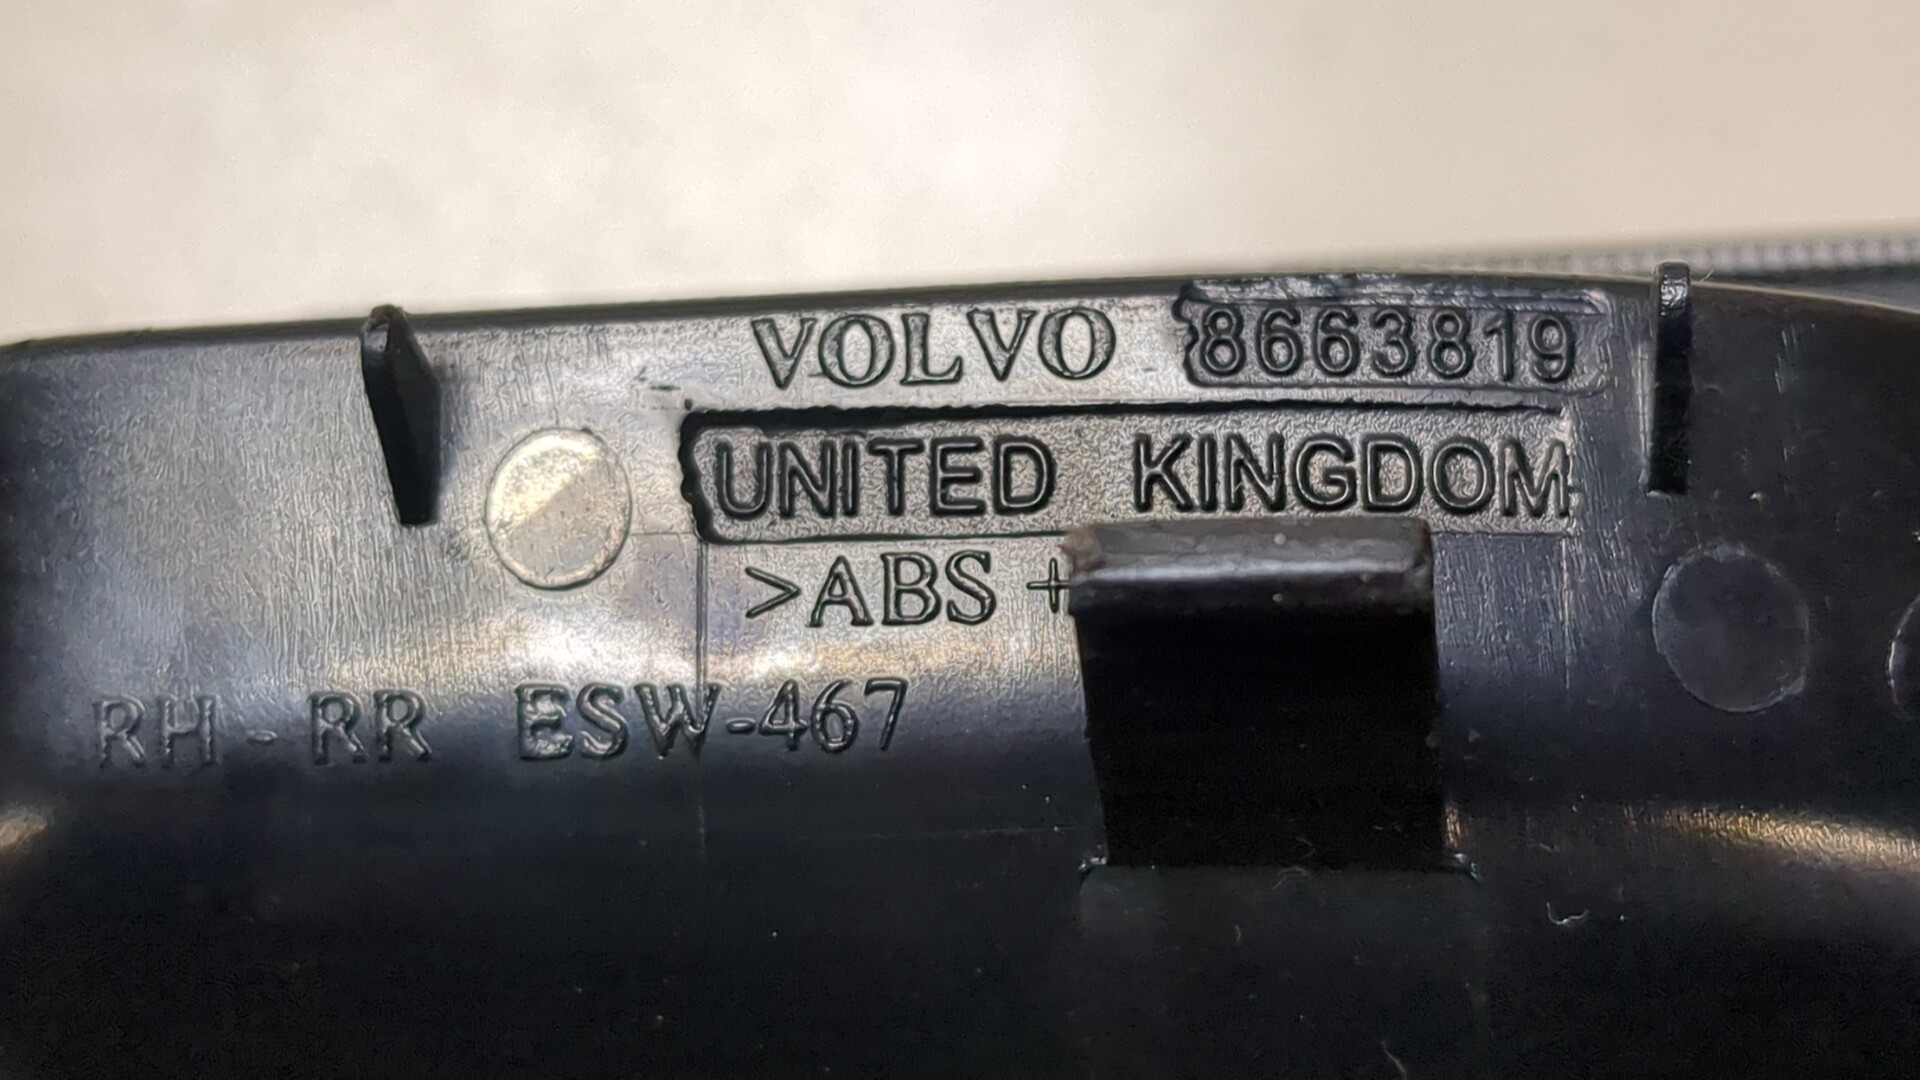 VOLVO 8663819
UNITED KINGDOM
>ABS +
RH - RR ESW-467